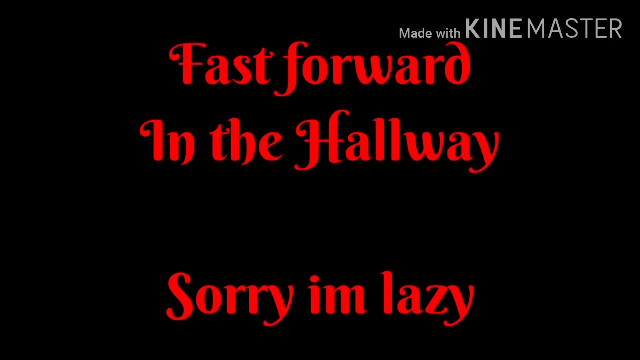 Made with KINEMASTER
Fast forward
In the Hallway
Sorry im lazy